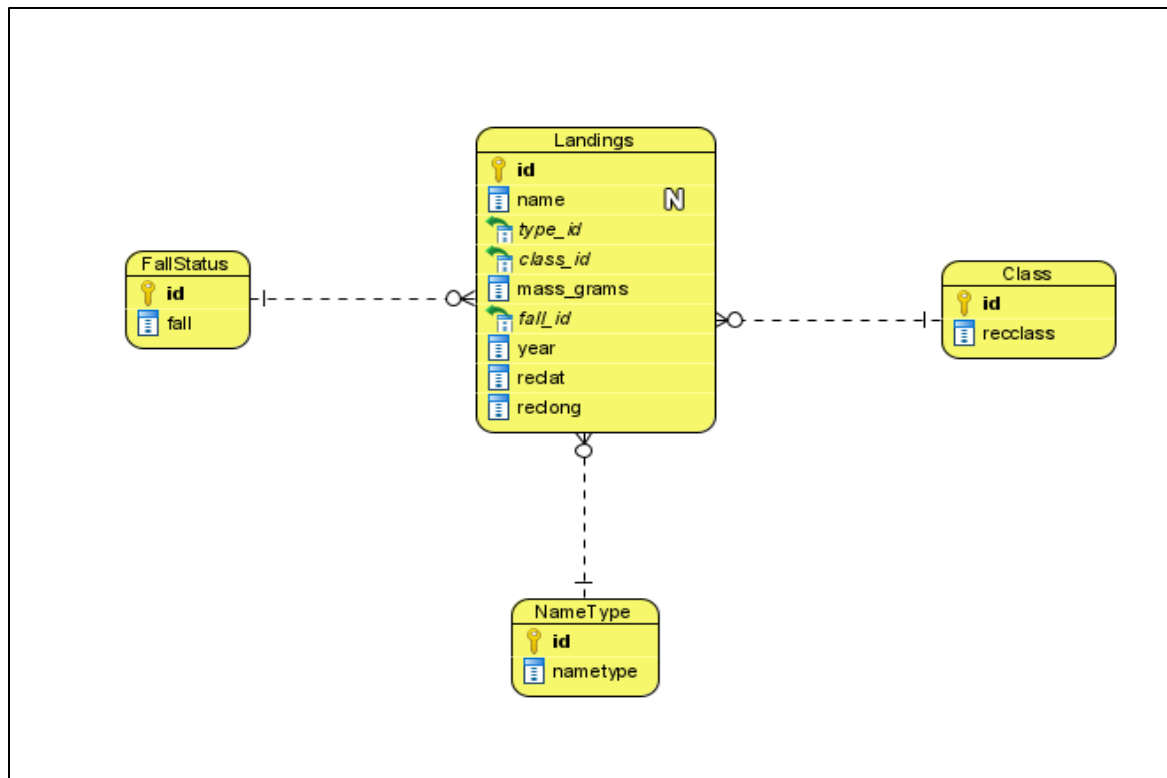 Landings
id
name N
type_id
class_id
mass_grams
fall_id
year
reclat
reclong
FallStatus
id
fall
Class
id
recclass
NameType
id
nametype